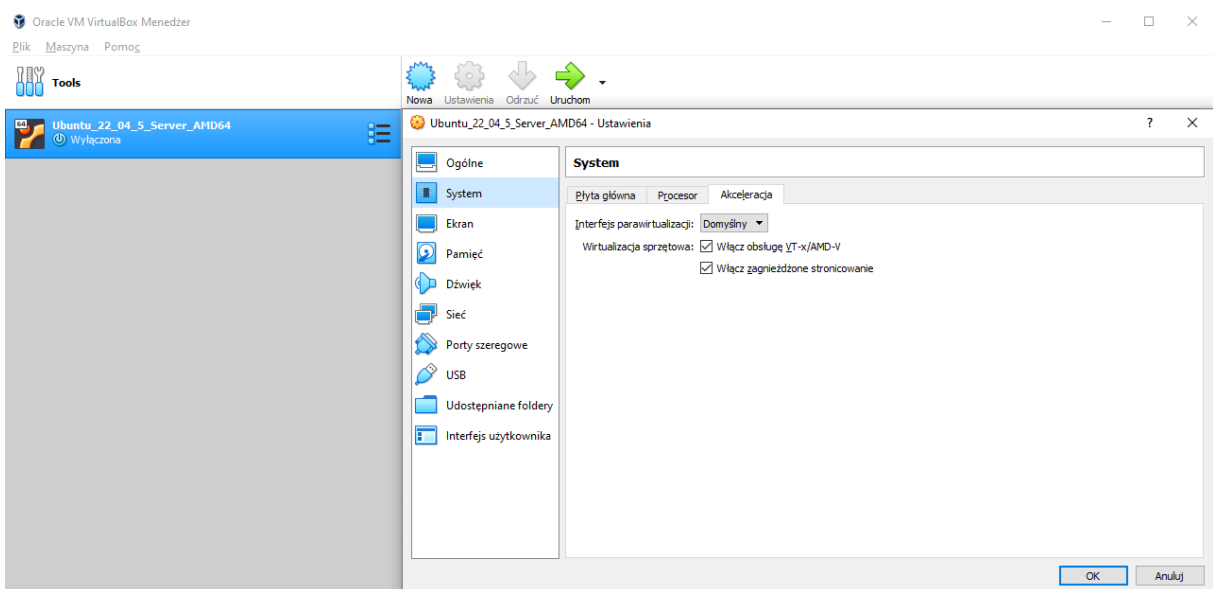 Oracle VM VirtualBox Menedżer
Plik Maszyna Pomoc
Tools
Nowa Ustawienia Odrzuć Uruchom
64
Ubuntu_22_04_5_Server_AMD64
Wyłączona
Ubuntu_22_04_5_Server_AMD64 - Ustawienia
?
Ogólne
System
Ekran
Pamięć
Dźwięk
Sieć
Porty szeregowe
USB
Udostępniane foldery
Interfejs użytkownika
System
Płyta główna Procesor Akceleracja
Interfejs parawirtualizacji: Domyślny
Wirtualizacja sprzętowa: Włącz obsługę VT-x/AMD-V
Włącz zagnieżdżone stronicowanie
OK Anuluj